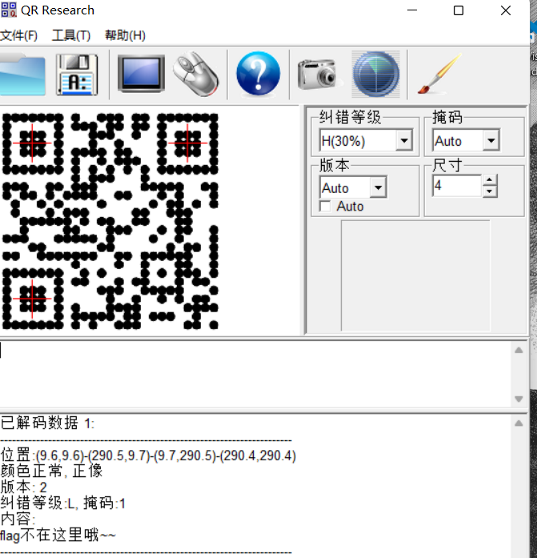 QR Research
文件(F) 工具(T) 帮助(H)
A:
纠错等级 掩码
H(30%) Auto
版本 尺寸
Auto 4
Auto
已解码数据 1:
位置:(9.6,9.6)-(290.5,9.7)-(9.7,290.5)-(290.4,290.4)
颜色正常, 正像
版本: 2
纠错等级:L, 掩码:1
内容:
flag不在这里哦~~